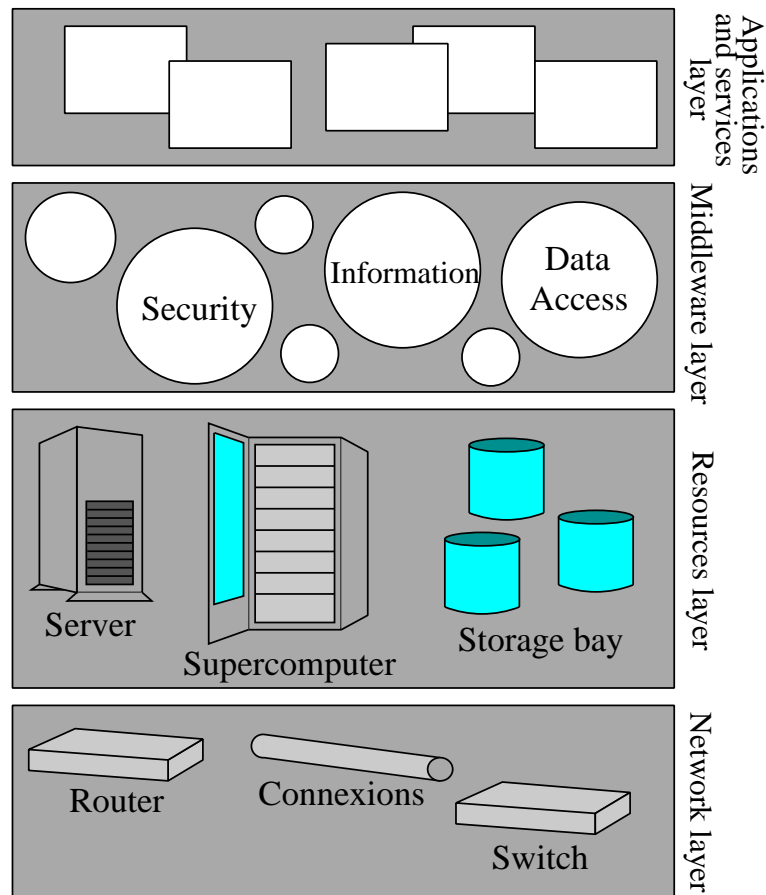 Applications
and services
layer
Security
Information
Data
Access
Middleware layer
Server
Supercomputer
Storage bay
Resources layer
Router
Connexions
Switch
Network layer